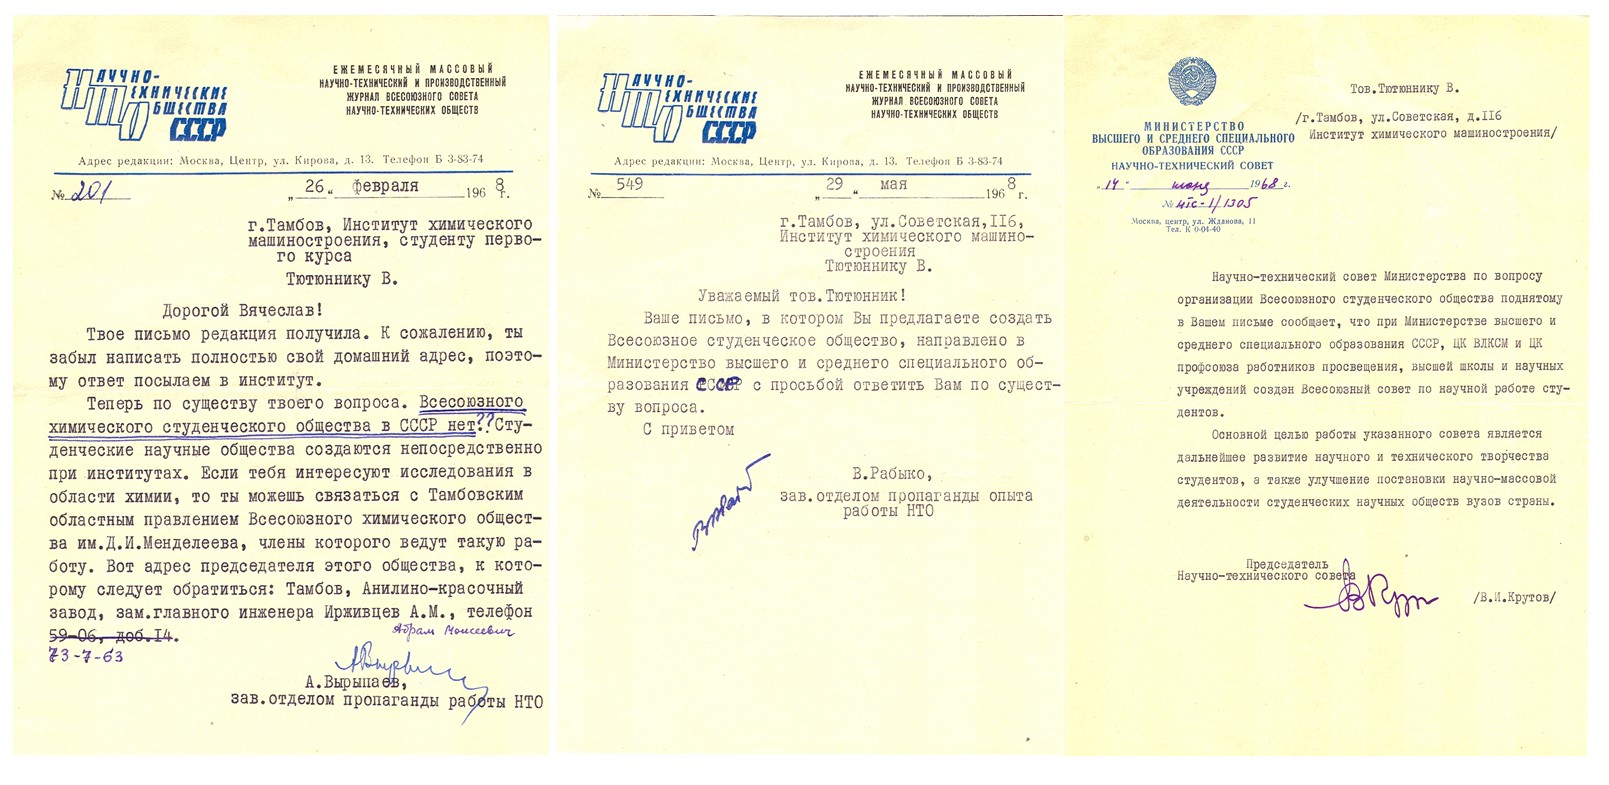 НАУЧНО-
ТЕХНИЧЕСКИЕ
ОБЩЕСТВА
СССР
ЕЖЕМЕСЯЧНЫЙ МАССОВЫЙ
НАУЧНО-ТЕХНИЧЕСКИЙ И ПРОИЗВОДСТВЕННЫЙ
ЖУРНАЛ ВСЕСОЮЗНОГО СОВЕТА
НАУЧНО-ТЕХНИЧЕСКИХ ОБЩЕСТВ
Адрес редакции: Москва, Центр, ул. Кирова, д. 13. Телефон Б 3-83-74
№ 201 „26“ февраля 1968 г.
г.Тамбов, Институт химического
машиностроения, студенту перво-
го курса
Тютюннику В.
Дорогой Вячеслав!
Твое письмо редакция получила. К сожалению, ты
забыл написать полностью свой домашний адрес, поэто-
му ответ посылаем в институт.
Теперь по существу твоего вопроса. Всесоюзного
химического студенческого общества в СССР нет.?? Сту-
денческие научные общества создаются непосредственно
при институтах. Если тебя интересуют исследования в
области химии, то ты можешь связаться с Тамбовским
областным правлением Всесоюзного химического общест-
ва им.Д.И.Менделеева, члены которого ведут такую ра-
боту. Вот адрес председателя этого общества, к кото-
рому следует обратиться: Тамбов, Анилино-красочный
завод, зам.главного инженера Ирживцев А.М., телефон
59-06, доб.I4. Абрам Моисеевич
73-7-63
А.Вырыпаев,
зав.отделом пропаганды работы НТО
НАУЧНО-
ТЕХНИЧЕСКИЕ
ОБЩЕСТВА
СССР
ЕЖЕМЕСЯЧНЫЙ МАССОВЫЙ
НАУЧНО-ТЕХНИЧЕСКИЙ И ПРОИЗВОДСТВЕННЫЙ
ЖУРНАЛ ВСЕСОЮЗНОГО СОВЕТА
НАУЧНО-ТЕХНИЧЕСКИХ ОБЩЕСТВ
Адрес редакции: Москва, Центр, ул. Кирова, д. 13. Телефон Б 3-83-74
№ 549 „29“ мая 1968 г.
г.Тамбов, ул.Советская,II6,
Институт химического машино-
строения
Тютюннику В.
Уважаемый тов.Тютюнник!
Ваше письмо, в котором Вы предлагаете создать
Всесоюзное студенческое общество, направлено в
Министерство высшего и среднего специального об-
разования СССР с просьбой ответить Вам по сущест-
ву вопроса.
С приветом
В.Рабыко,
зав.отделом пропаганды опыта
работы НТО
МИНИСТЕРСТВО
ВЫСШЕГО И СРЕДНЕГО СПЕЦИАЛЬНОГО
ОБРАЗОВАНИЯ СССР
НАУЧНО-ТЕХНИЧЕСКИЙ СОВЕТ
„14“ 1968 г.
№ НТС-1/1305
Москва, центр, ул. Жданова, 11
Тел. К 0-04-40
Тов.Тютюннику В.
/г.Тамбов, ул.Советская, д.II6
Институт химического машиностроения/
Научно-технический совет Министерства по вопросу
организации Всесоюзного студенческого общества поднятому
в Вашем письме сообщает, что при Министерстве высшего и
среднего специального образования СССР, ЦК ВЛКСМ и ЦК
профсоюза работников просвещения, высшей школы и научных
учреждений создан Всесоюзный совет по научной работе сту-
дентов.
Основной целью работы указанного совета является
дальнейшее развитие научного и технического творчества
студентов, а также улучшение постановки научно-массовой
деятельности студенческих научных обществ вузов страны.
Председатель
Научно-технического совета
/В.И.Крутов/